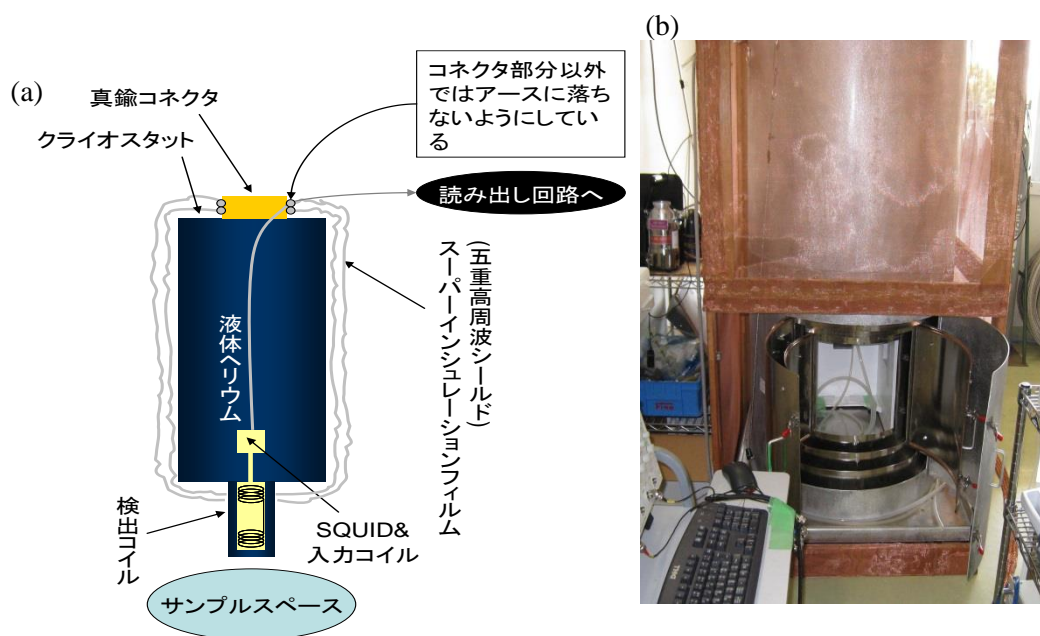 (a)
真鍮コネクタ
クライオスタット
コネクタ部分以外
ではアースに落ち
ないようにしている
読み出し回路へ
スーパーインシュレーションフィルム
(五重高周波シールド)
液体ヘリウム
検出コイル
SQUID&
入力コイル
サンプルスペース
(b)
DELL